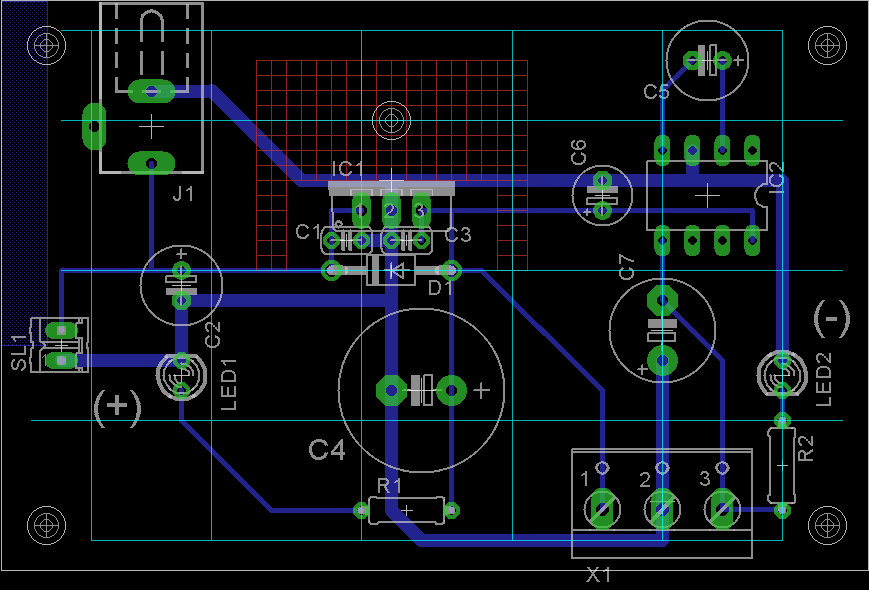 +
C5
C6
IC2
IC1
1 2 3
J1
C1
C3
+
+
C7
D1
C2
(-)
SL1
1
LED1
LED2
(+)
+
+
C4
R2
R1
1 2 3
X1